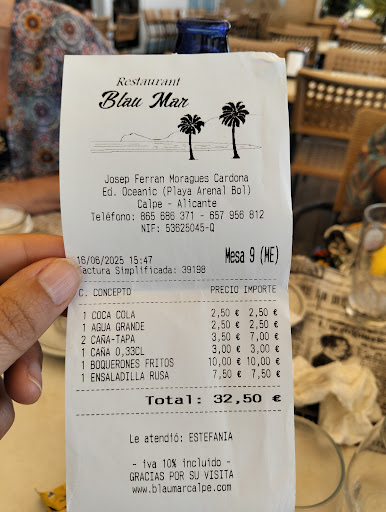 Restaurant
Blau Mar
Josep Ferran Moragues Cardona
Ed. Oceanic (Playa Arenal Bol)
Calpe - Alicante
Teléfono: 865 686 371 - 657 956 812
NIF: 53625045-Q
16/06/2025 15:47 Mesa 9 (ME)
actura Simplificada: 39198
C. CONCEPTO PRECIO IMPORTE
1 COCA COLA 2,50 € 2,50 €
1 AGUA GRANDE 2,50 € 2,50 €
2 CAÑA-TAPA 3,50 € 7,00 €
1 CAÑA 0,33CL 3,00 € 3,00 €
1 BOQUERONES FRITOS 10,00 € 10,00 €
1 ENSALADILLA RUSA 7,50 € 7,50 €
Total: 32,50 €
Le atendió: ESTEFANIA
- iva 10% incluido -
GRACIAS POR SU VISITA
www.blaumarcalpe.com